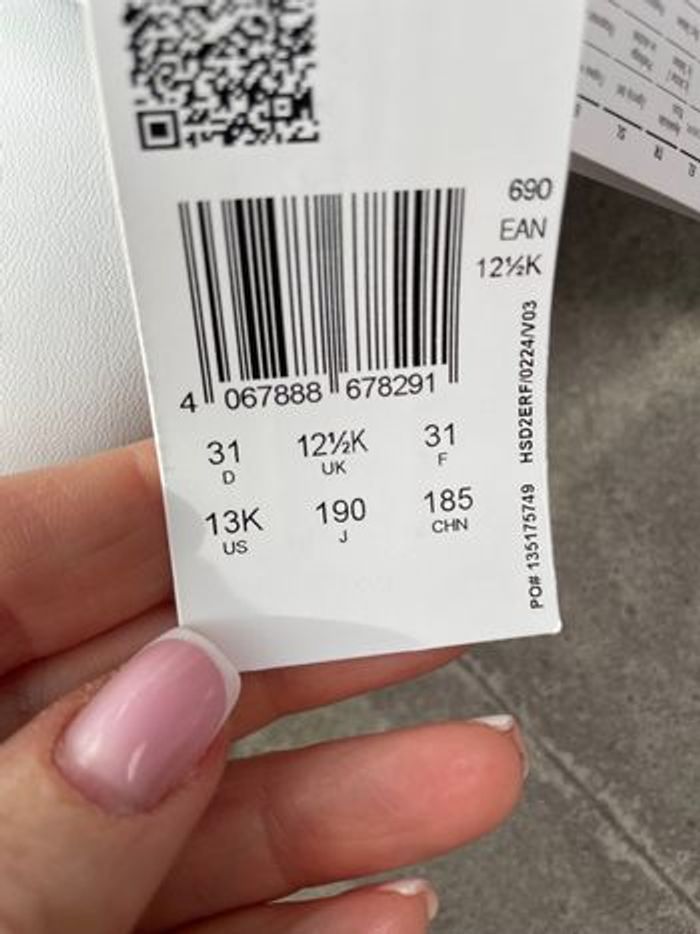 690
EAN
12½K
4 067888 678291
31 12½K 31
D UK F
13K 190 185
US J CHN
PO# 135175749 HSD2ERF/0224/V03